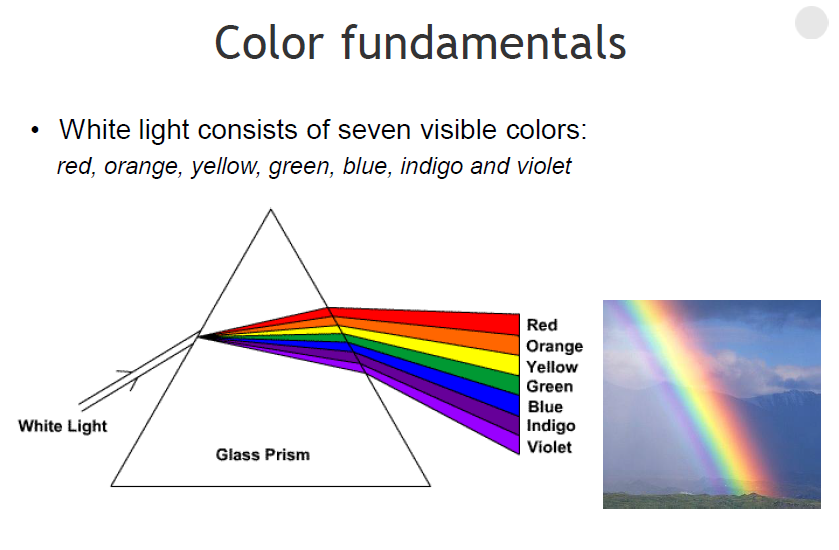 Color fundamentals
• White light consists of seven visible colors:
red, orange, yellow, green, blue, indigo and violet
Red
Orange
Yellow
Green
Blue
Indigo
Violet
White Light
Glass Prism